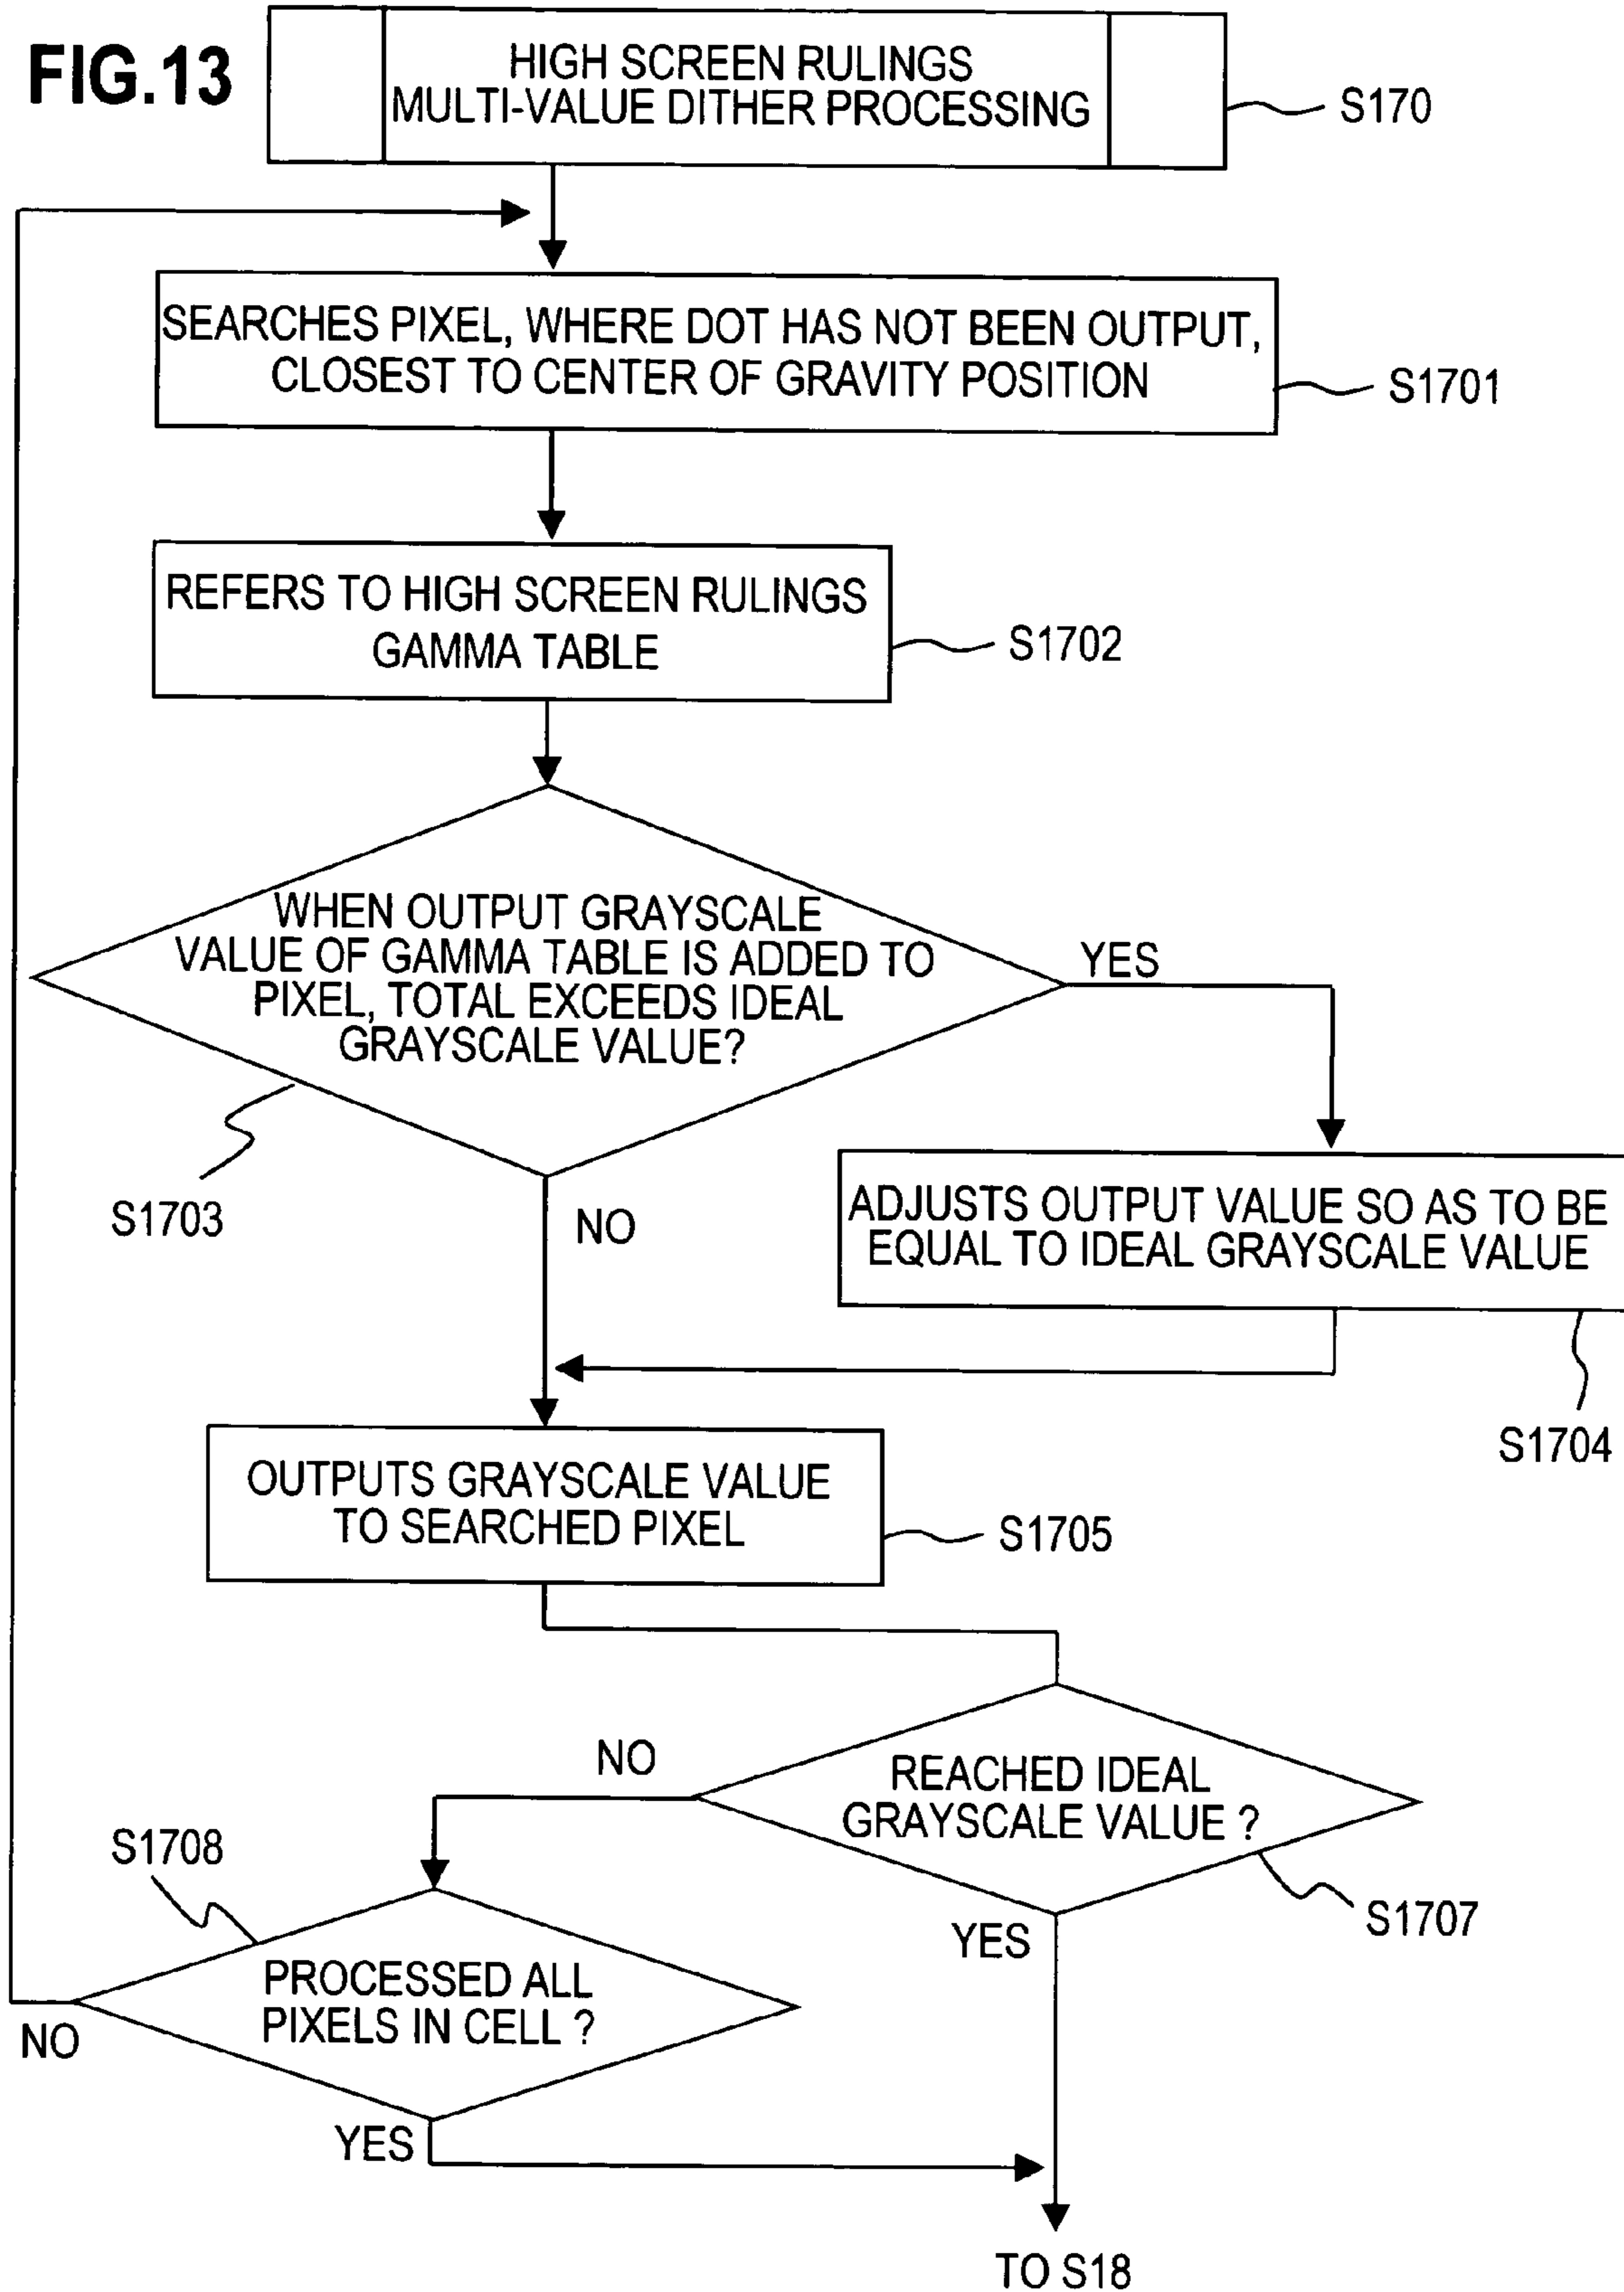 FIG.13
HIGH SCREEN RULINGS
MULTI-VALUE DITHER PROCESSING
S170
SEARCHES PIXEL, WHERE DOT HAS NOT BEEN OUTPUT,
CLOSEST TO CENTER OF GRAVITY POSITION
S1701
REFERS TO HIGH SCREEN RULINGS
GAMMA TABLE
S1702
WHEN OUTPUT GRAYSCALE
VALUE OF GAMMA TABLE IS ADDED TO
PIXEL, TOTAL EXCEEDS IDEAL
GRAYSCALE VALUE?
YES
S1703
NO
ADJUSTS OUTPUT VALUE SO AS TO BE
EQUAL TO IDEAL GRAYSCALE VALUE
S1704
OUTPUTS GRAYSCALE VALUE
TO SEARCHED PIXEL
S1705
NO
REACHED IDEAL
GRAYSCALE VALUE ?
S1707
YES
S1708
PROCESSED ALL
PIXELS IN CELL ?
NO
YES
TO S18